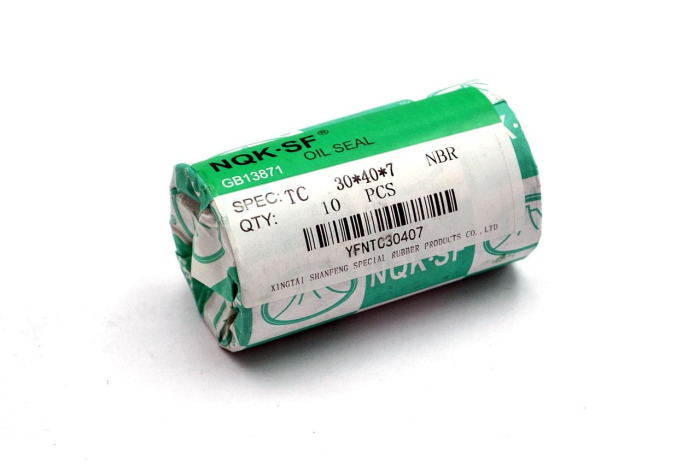 NQK·SF® OIL SEAL
GB13871
SPEC: TC 30*40*7 NBR
QTY: 10 PCS
YFNTC30407
XINGTAI SHANFENG SPECIAL RUBBER PRODUCTS CO.,LTD
NQK·SF